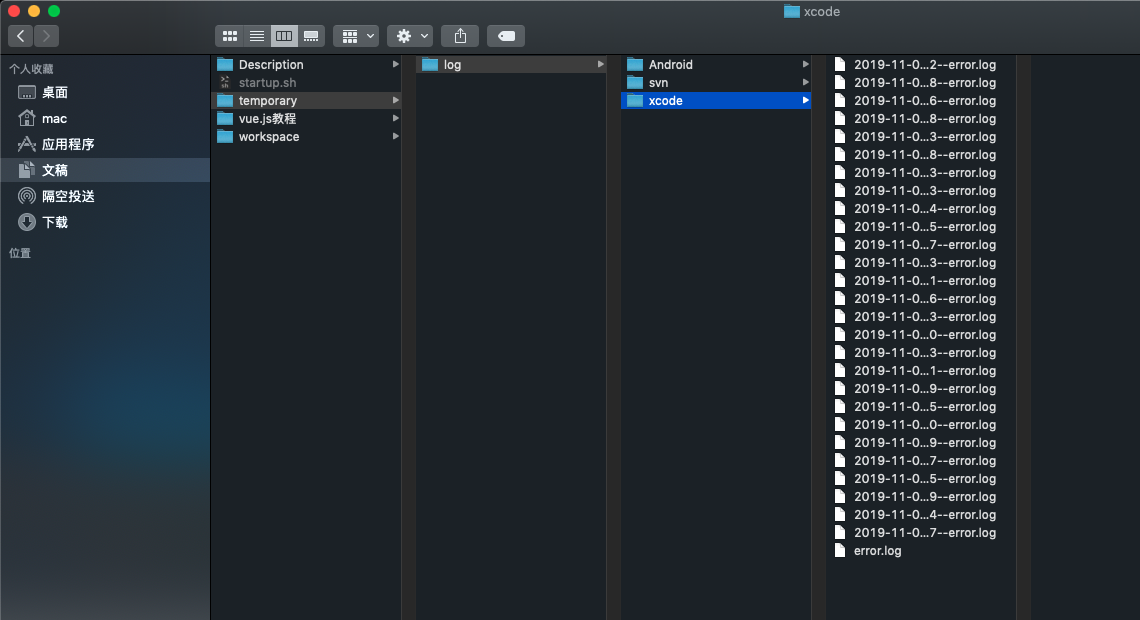 xcode
个人收藏
桌面
mac
应用程序
文稿
隔空投送
下载
位置
Description
startup.sh
temporary
vue.js教程
workspace
log
Android
svn
xcode
2019-11-0...2--error.log
2019-11-0...8--error.log
2019-11-0...6--error.log
2019-11-0...8--error.log
2019-11-0...3--error.log
2019-11-0...8--error.log
2019-11-0...3--error.log
2019-11-0...3--error.log
2019-11-0...4--error.log
2019-11-0...5--error.log
2019-11-0...7--error.log
2019-11-0...3--error.log
2019-11-0...1--error.log
2019-11-0...6--error.log
2019-11-0...3--error.log
2019-11-0...0--error.log
2019-11-0...3--error.log
2019-11-0...1--error.log
2019-11-0...9--error.log
2019-11-0...5--error.log
2019-11-0...0--error.log
2019-11-0...9--error.log
2019-11-0...7--error.log
2019-11-0...5--error.log
2019-11-0...9--error.log
2019-11-0...4--error.log
2019-11-0...7--error.log
error.log